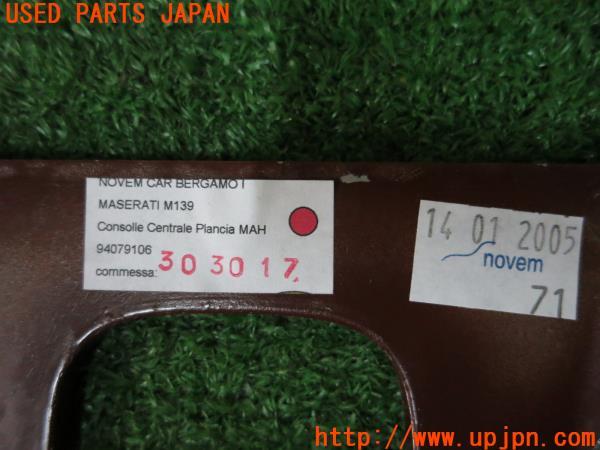 USED PARTS JAPAN
NOVEM CAR BERGAMO I
MASERATI M139
Consolle Centrale Plancia MAH
94079106
commessa: 303017
14 01 2005
novem
71
http://www.upjpn.com